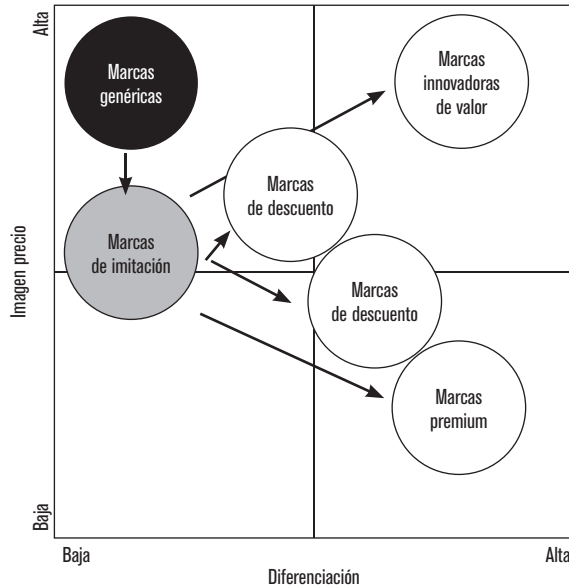 Alta
Marcas
genéricas
Marcas
innovadoras
de valor
Marcas
de descuento
Marcas
de imitación
Imagen precio
Marcas
de descuento
Marcas
premium
Baja
Baja
Alta
Diferenciación